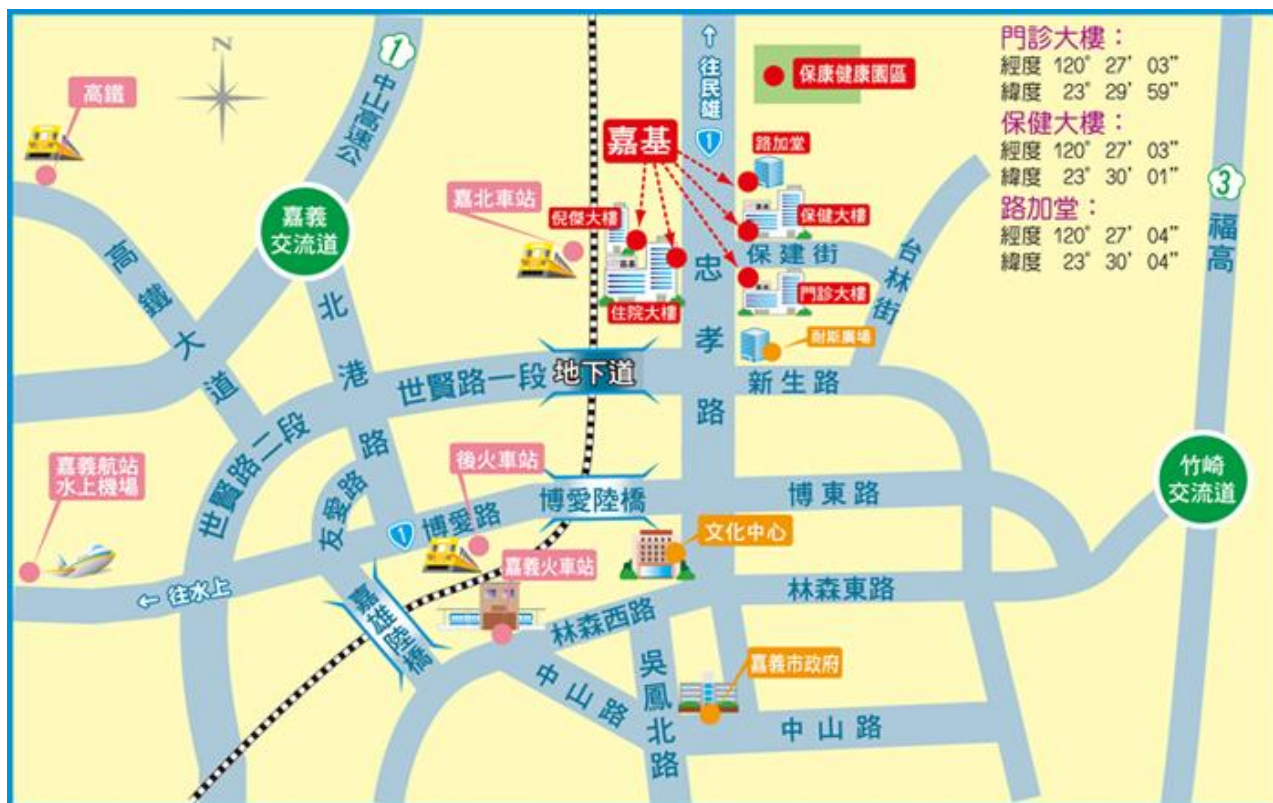 N
1
中山高速公
↑往民雄
1
保康健康園區
門診大樓：
經度 120° 27’ 03”
緯度 23° 29’ 59”
保健大樓：
經度 120° 27’ 03”
緯度 23° 30’ 01”
路加堂：
經度 120° 27’ 04”
緯度 23° 30’ 04”
3
福高
高鐵
嘉基
路加堂
嘉義
交流道
嘉北車站
倪傑大樓
保健大樓
保建街
台林街
忠孝路
門診大樓
住院大樓
高鐵大道
北港路
耐斯廣場
世賢路一段
地下道
新生路
世賢路二段
友愛路
後火車站
嘉義航站
水上機場
竹崎
交流道
博愛陸橋
博東路
1
博愛路
文化中心
嘉義火車站
← 往水上
嘉雄陸橋
林森西路
林森東路
吳鳳北路
嘉義市政府
中山路
中山路